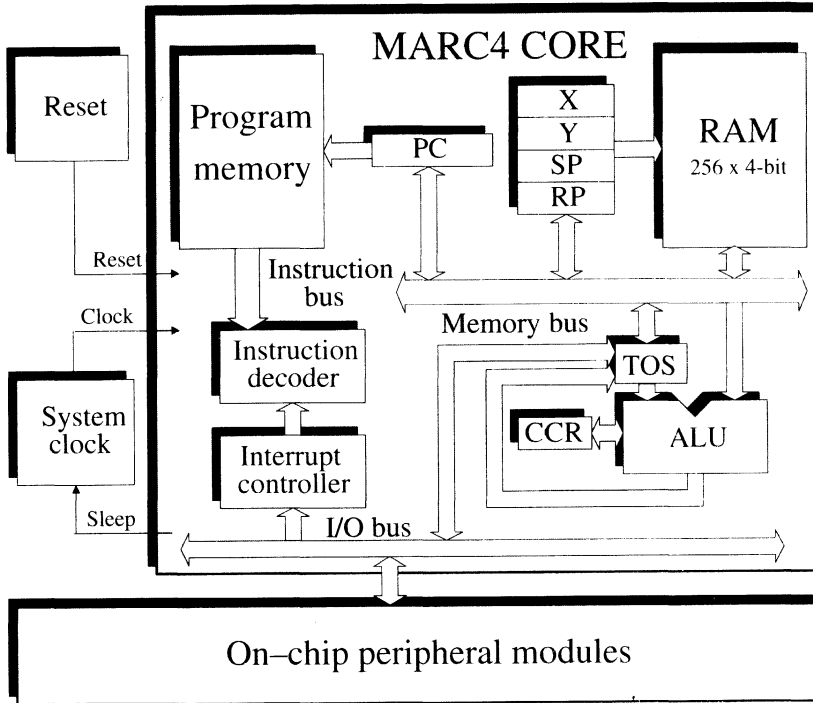 MARC4 CORE
Reset
Program
memory
PC
X
Y
SP
RP
RAM
256 x 4-bit
Reset
Instruction
bus
Clock
Memory bus
Instruction
decoder
TOS
System
clock
CCR
ALU
Interrupt
controller
Sleep
I/O bus
On–chip peripheral modules